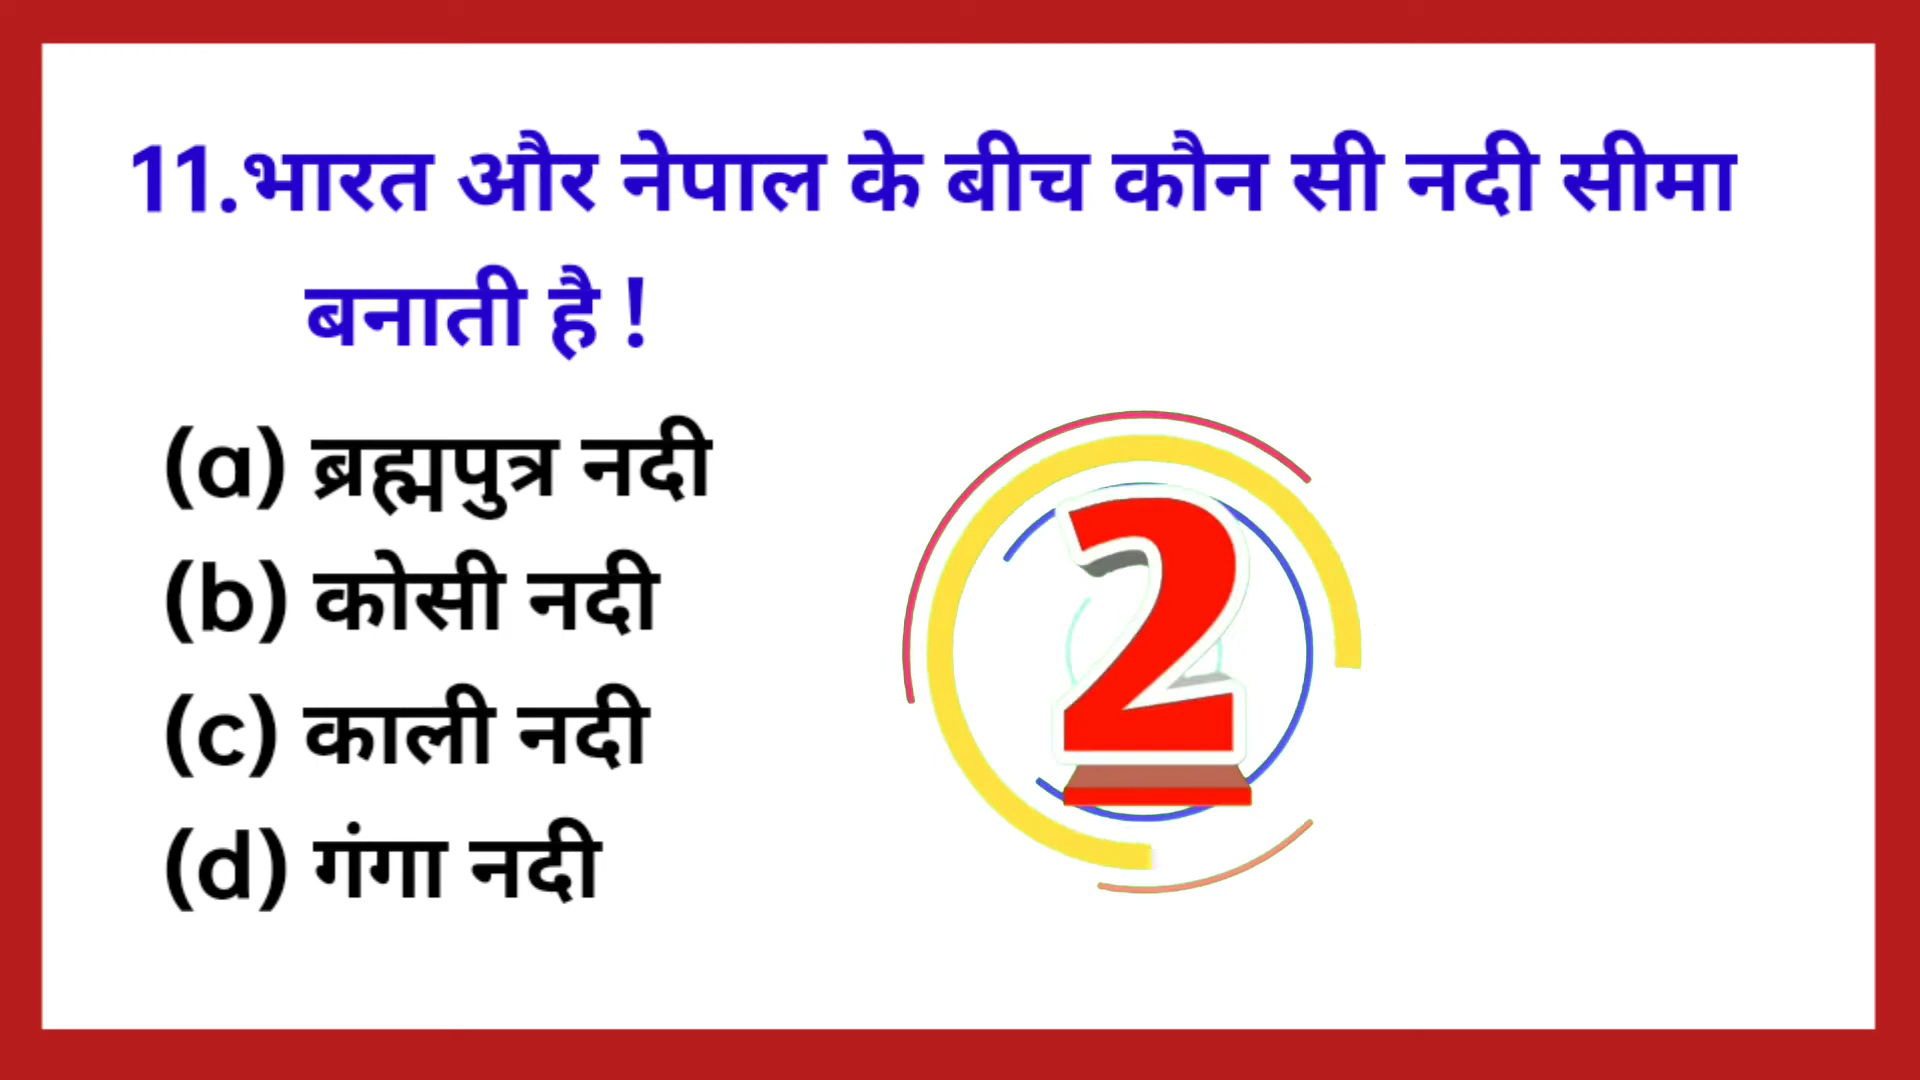 11.भारत और नेपाल के बीच कौन सी नदी सीमा
बनाती है !
(a) ब्रह्मपुत्र नदी
(b) कोसी नदी
(c) काली नदी
(d) गंगा नदी
2